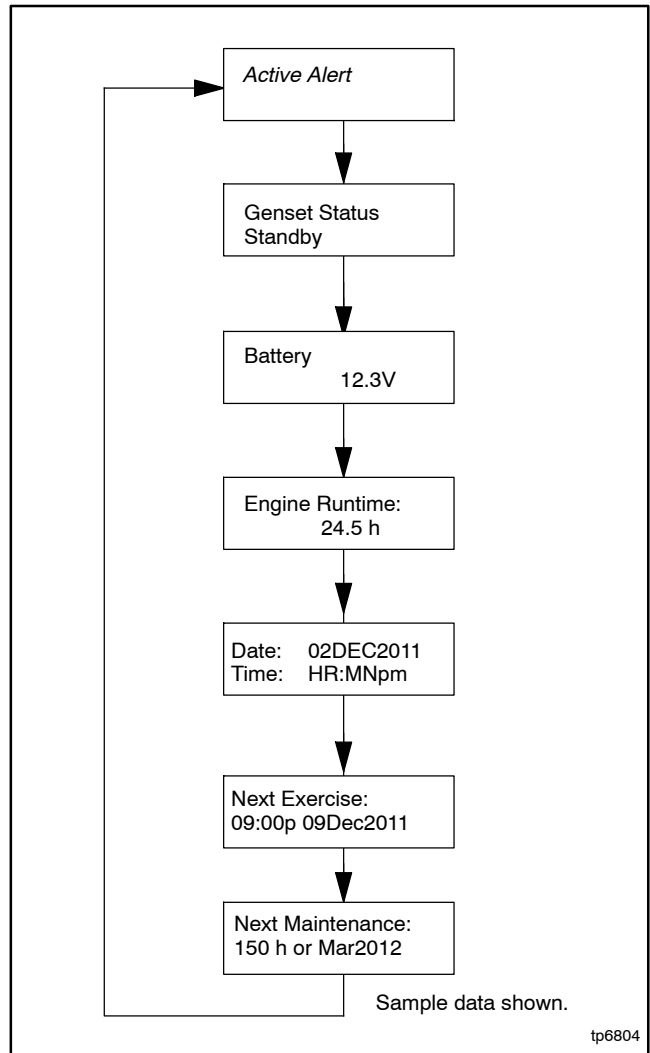 Active Alert
Genset Status
Standby
Battery
12.3V
Engine Runtime:
24.5 h
Date: 02DEC2011
Time: HR:MNpm
Next Exercise:
09:00p 09Dec2011
Next Maintenance:
150 h or Mar2012
Sample data shown.
tp6804